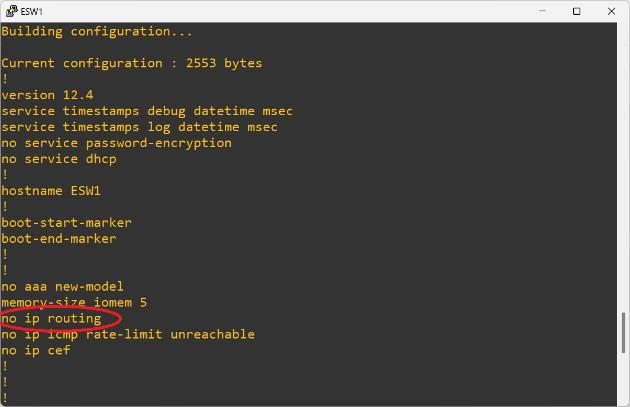 ESW1
Building configuration...
Current configuration : 2553 bytes
!
version 12.4
service timestamps debug datetime msec
service timestamps log datetime msec
no service password-encryption
no service dhcp
!
hostname ESW1
!
boot-start-marker
boot-end-marker
!
!
no aaa new-model
memory-size iomem 5
no ip routing
no ip icmp rate-limit unreachable
no ip cef
!
!
!